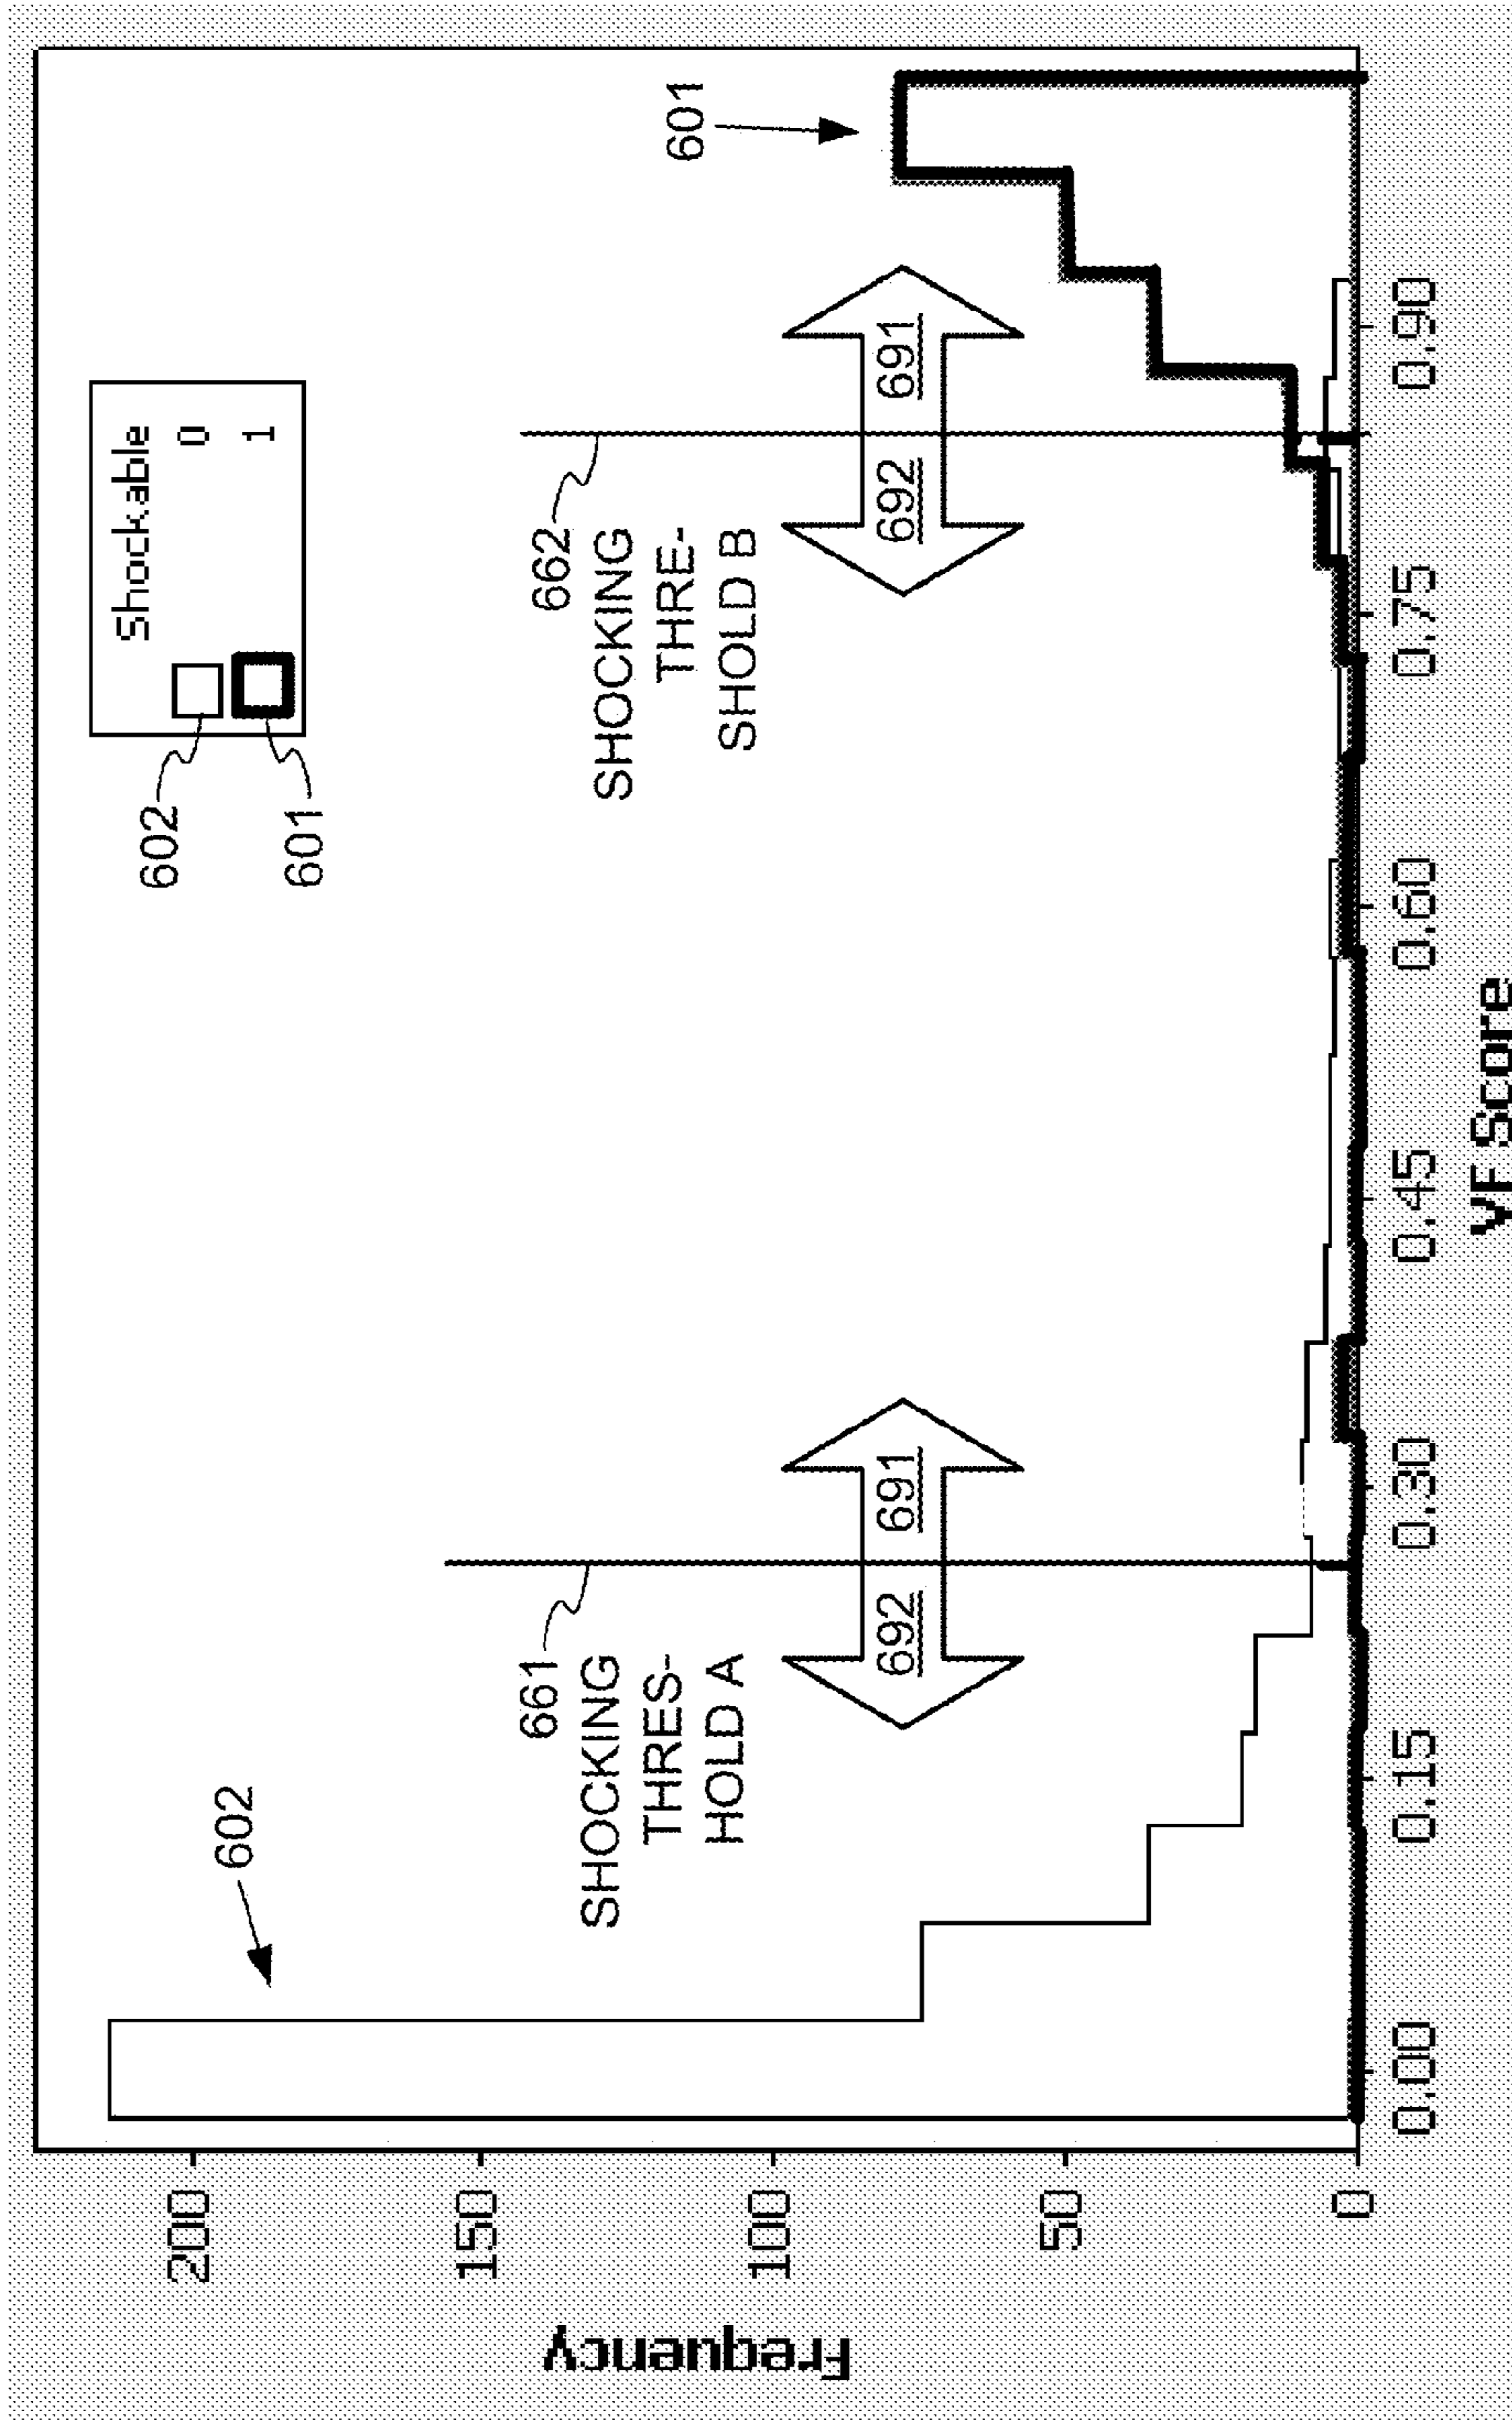 Shockable
0
1
602
601
601
602
661
SHOCKING
THRES-
HOLD A
662
SHOCKING
THRE-
SHOLD B
692 691
692 691
Frequency
200
150
100
50
0
0.00 0.15 0.30 0.45 0.60 0.75 0.90
VF Score